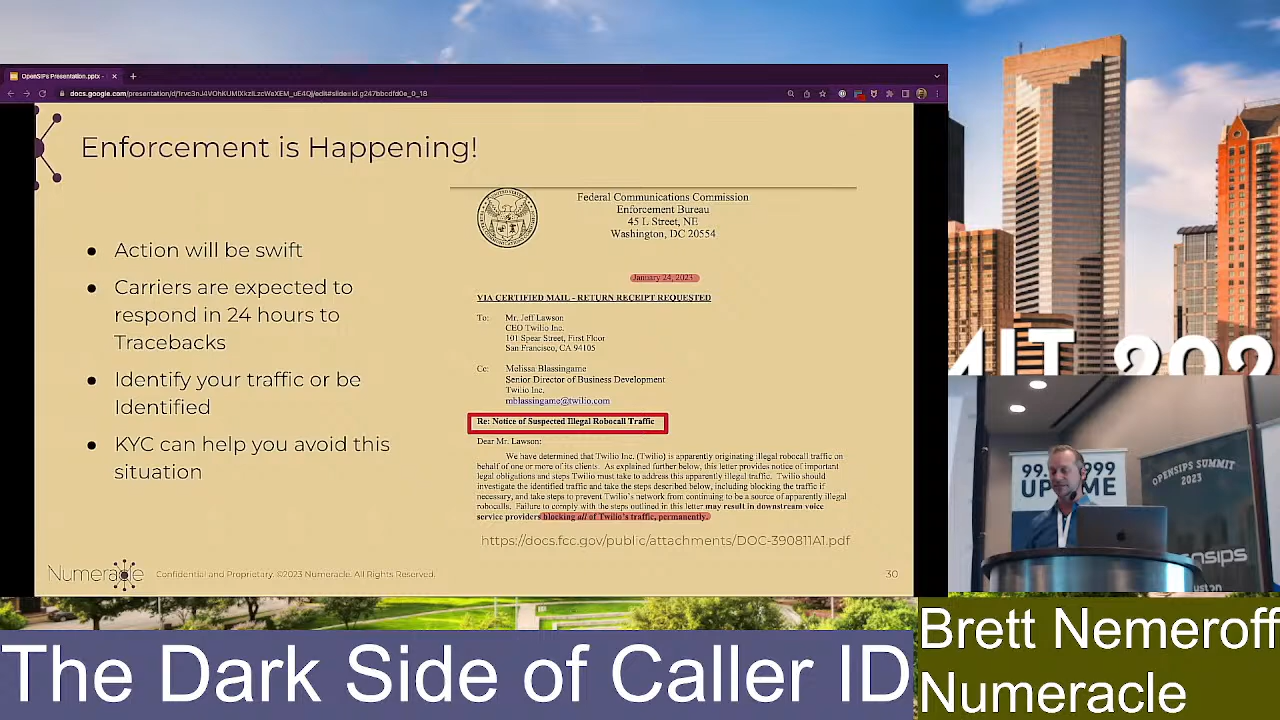 OpenSIPs Presentation.pptx -
Enforcement is Happening!
● Action will be swift
● Carriers are expected to
respond in 24 hours to
Tracebacks
● Identify your traffic or be
Identified
● KYC can help you avoid this
situation
Federal Communications Commission
Enforcement Bureau
45 L Street, NE
Washington, DC 20554
January 24, 2023
VIA CERTIFIED MAIL - RETURN RECEIPT REQUESTED
To: Mr. Jeff Lawson
CEO Twilio Inc.
101 Spear Street, First Floor
San Francisco, CA 94105
Cc: Melissa Blassingame
Senior Director of Business Development
Twilio Inc.
mblassingame@twilio.com
Re: Notice of Suspected Illegal Robocall Traffic
Dear Mr. Lawson:
We have determined that Twilio Inc. (Twilio) is apparently originating illegal robocall traffic on
behalf of one or more of its clients. As explained further below, this letter provides notice of important
legal obligations and steps Twilio must take to address this apparently illegal traffic. Twilio should
investigate the identified traffic and take the steps described below, including blocking the traffic if
necessary, and take steps to prevent Twilio's network from continuing to be a source of apparently illegal
robocalls. Failure to comply with the steps outlined in this letter may result in downstream voice
service providers blocking all of Twilio's traffic, permanently.
https://docs.fcc.gov/public/attachments/DOC-390811A1.pdf
Numeracle
Confidential and Proprietary. ©2023 Numeracle. All Rights Reserved.
30
MIT 202
99.
999
UP
ME
OPENSIPS SUMMIT
2023
ensips
The Dark Side of Caller ID
Brett Nemeroff
Numeracle